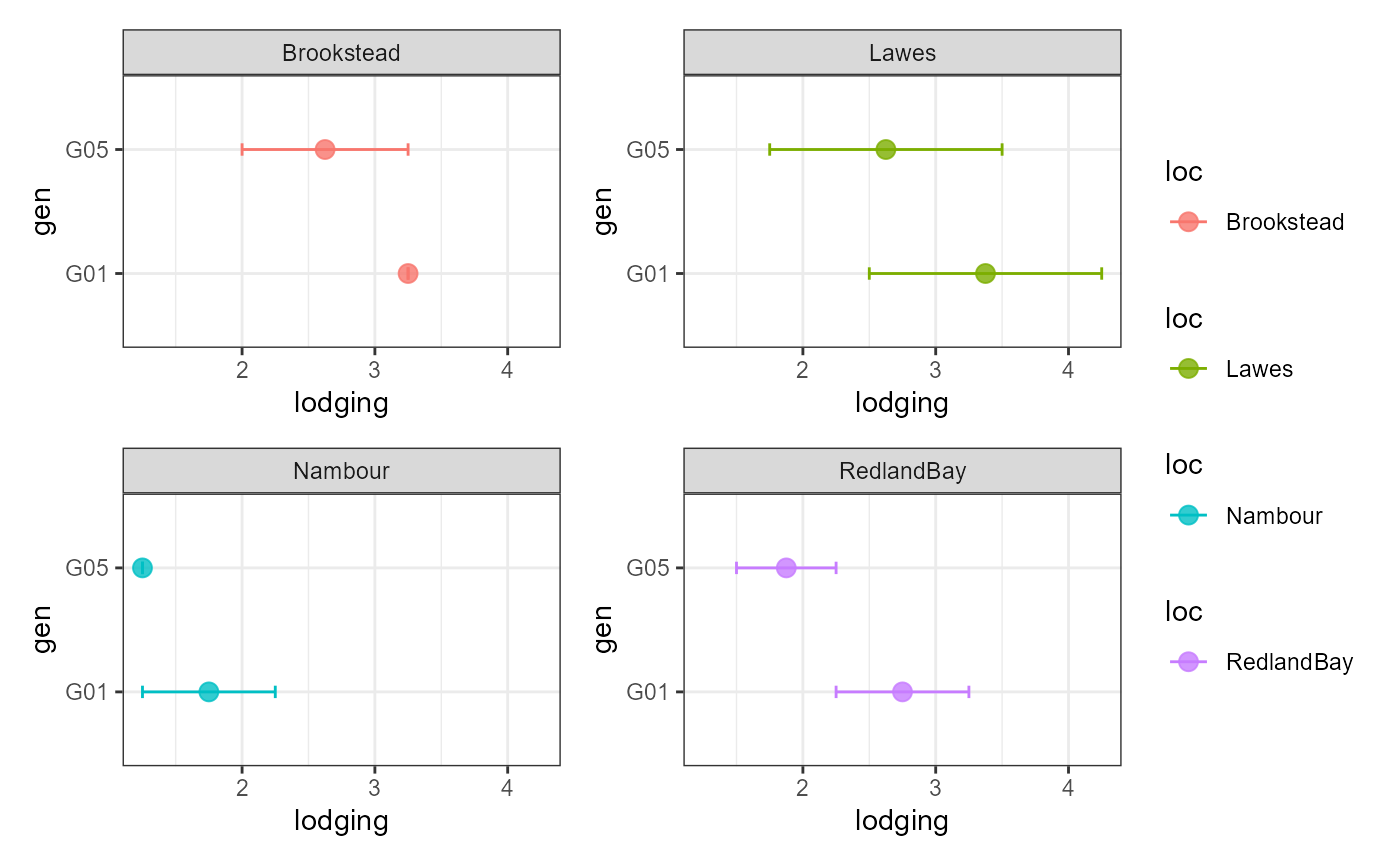 Brookstead
G05
G01
gen
2 3 4
lodging
Lawes
G05
G01
gen
2 3 4
lodging
Nambour
G05
G01
gen
2 3 4
lodging
RedlandBay
G05
G01
gen
2 3 4
lodging
loc
Brookstead
loc
Lawes
loc
Nambour
loc
RedlandBay